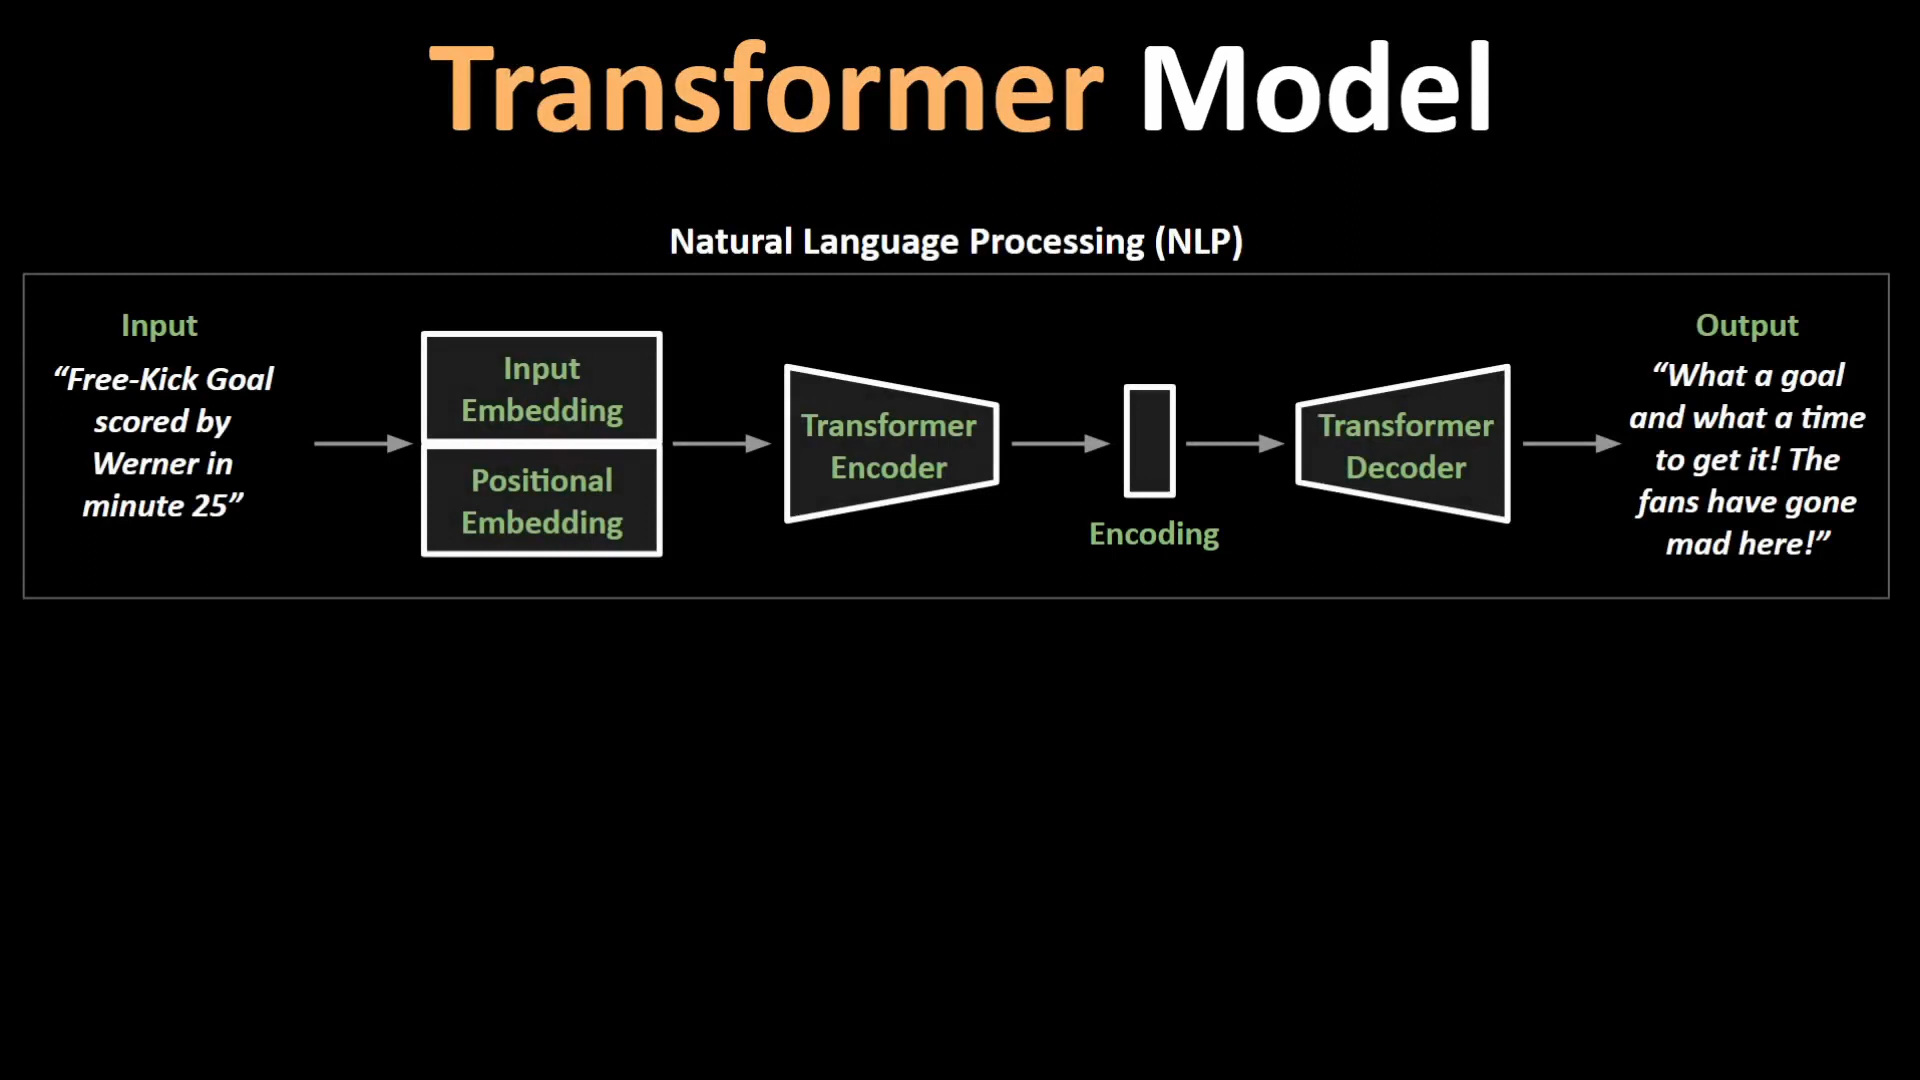 Transformer Model
Natural Language Processing (NLP)
Input
“Free-Kick Goal
scored by
Werner in
minute 25”
Input
Embedding
Positional
Embedding
Transformer
Encoder
Encoding
Transformer
Decoder
Output
“What a goal
and what a time
to get it! The
fans have gone
mad here!”